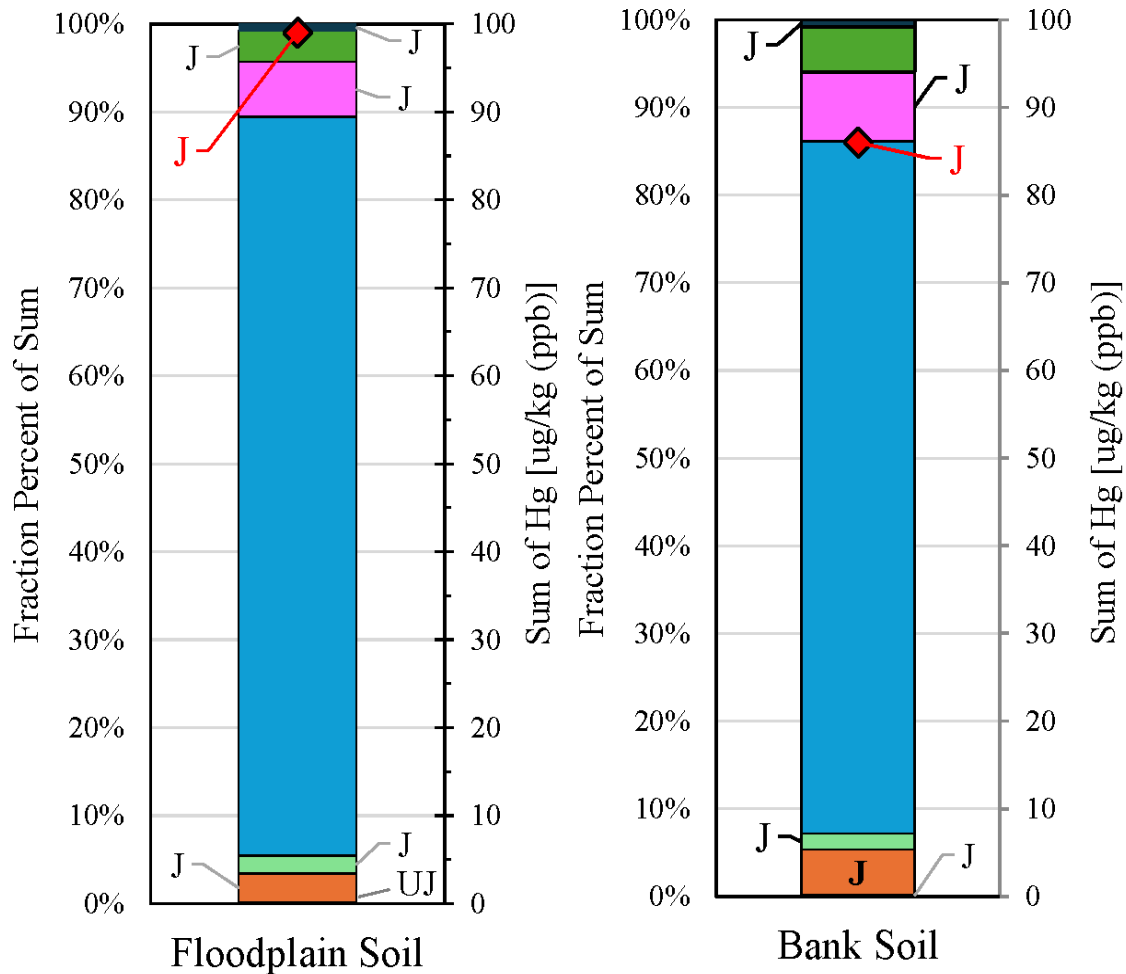 Fraction Percent of Sum
100%
90%
80%
70%
60%
50%
40%
30%
20%
10%
0%
J
J
J
J
J
J
UJ
100
90
80
70
60
50
40
30
20
10
0
Sum of Hg [ug/kg (ppb)]
Floodplain Soil
Fraction Percent of Sum
100%
90%
80%
70%
60%
50%
40%
30%
20%
10%
0%
J
J
J
J
J
J
100
90
80
70
60
50
40
30
20
10
0
Sum of Hg [ug/kg (ppb)]
Bank Soil